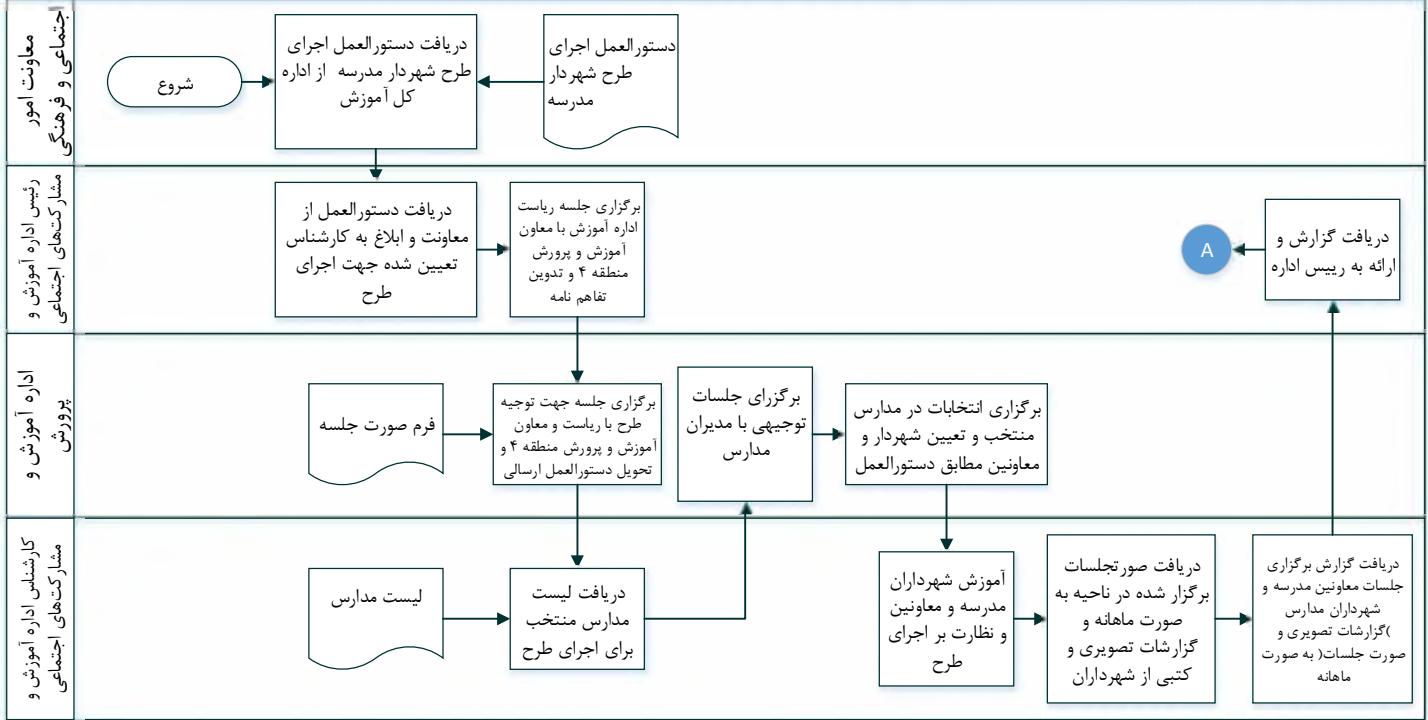 معاونت امور
اجتماعی و فرهنگی
شروع
دریافت دستورالعمل اجرای
طرح شهردار مدرسه از اداره
کل آموزش
دستورالعمل اجرای
طرح شهردار
مدرسه
رئیس اداره آموزش و
مشارکت‌های اجتماعی
دریافت دستورالعمل از
معاونت و ابلاغ به کارشناس
تعیین شده جهت اجرای
طرح
برگزاری جلسه ریاست
اداره آموزش با معاون
آموزش و پرورش
منطقه ۴ و تدوین
تفاهم نامه
دریافت گزارش و
ارائه به رییس اداره
A
اداره آموزش و
پرورش
فرم صورت جلسه
برگزاری جلسه جهت توجیه
طرح با ریاست و معاون
آموزش و پرورش منطقه ۴ و
تحویل دستورالعمل ارسالی
برگزرای جلسات
توجیهی با مدیران
مدارس
برگزاری انتخابات در مدارس
منتخب و تعیین شهردار و
معاونین مطابق دستورالعمل
کارشناس اداره آموزش و
مشارکت‌های اجتماعی
لیست مدارس
دریافت لیست
مدارس منتخب
برای اجرای طرح
آموزش شهرداران
مدرسه و معاونین
و نظارت بر اجرای
طرح
دریافت صورتجلسات
برگزار شده در ناحیه به
صورت ماهانه و
گزارشات تصویری و
کتبی از شهرداران
دریافت گزارش برگزاری
جلسات معاونین مدرسه و
شهرداران مدارس
)گزارشات تصویری و
صورت جلسات( به صورت
ماهانه